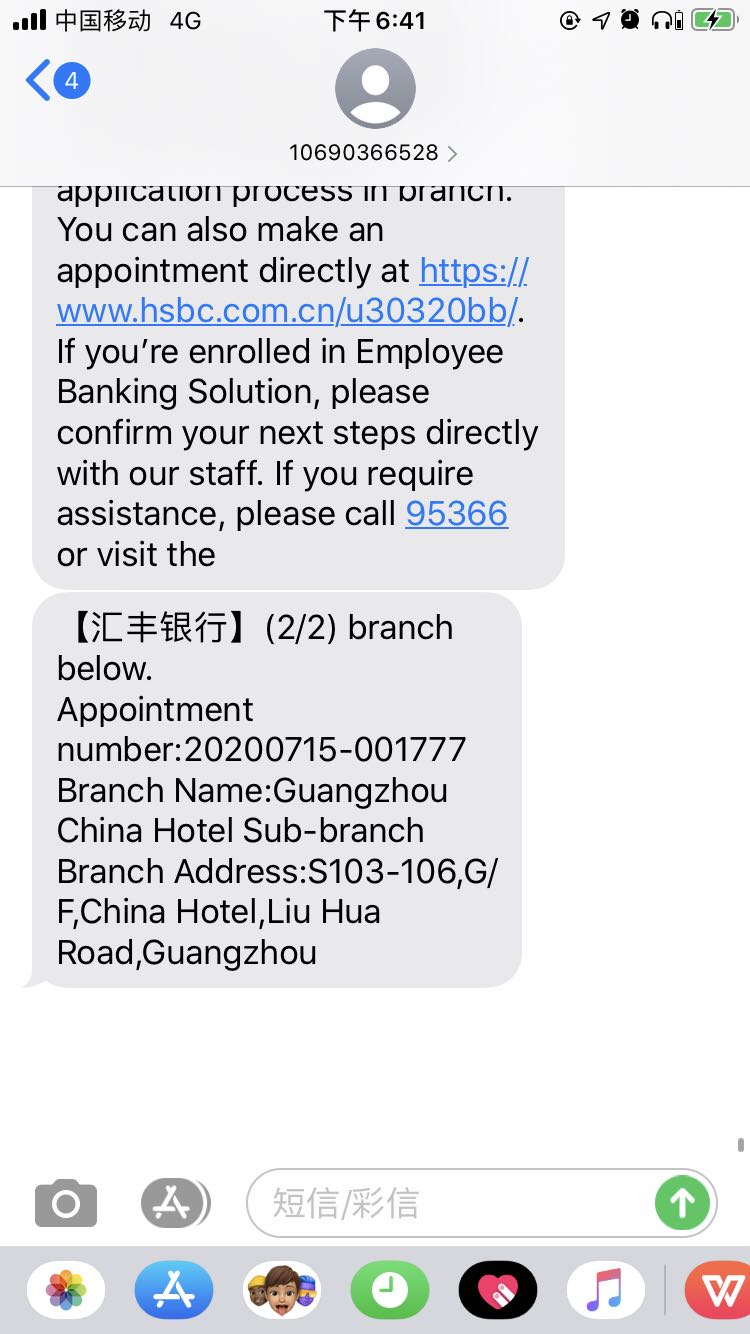 中国移动 4G 下午6:41
4
10690366528
application process in branch.
You can also make an
appointment directly at https://
www.hsbc.com.cn/u30320bb/.
If you’re enrolled in Employee
Banking Solution, please
confirm your next steps directly
with our staff. If you require
assistance, please call 95366
or visit the
【汇丰银行】(2/2) branch
below.
Appointment
number:20200715-001777
Branch Name:Guangzhou
China Hotel Sub-branch
Branch Address:S103-106,G/
F,China Hotel,Liu Hua
Road,Guangzhou
短信/彩信